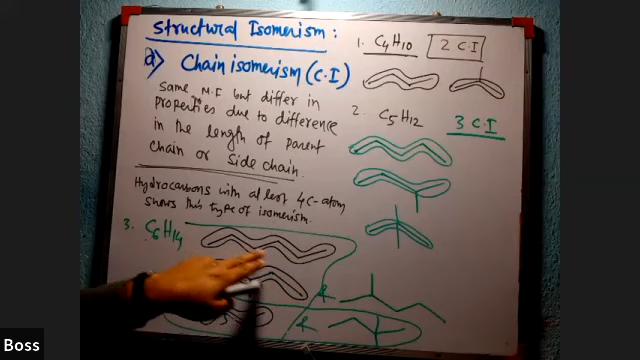 Structural Isomerism:
a) Chain isomerism (C.I)
Same M.F but differ in
properties due to difference
in the length of parent
chain or side chain.
Hydrocarbons with at least 4C-atom
shows this type of isomerism.
3. C6H14
1. C4H10 2 C.I
2. C5H12 3 C.I
&
&
Boss